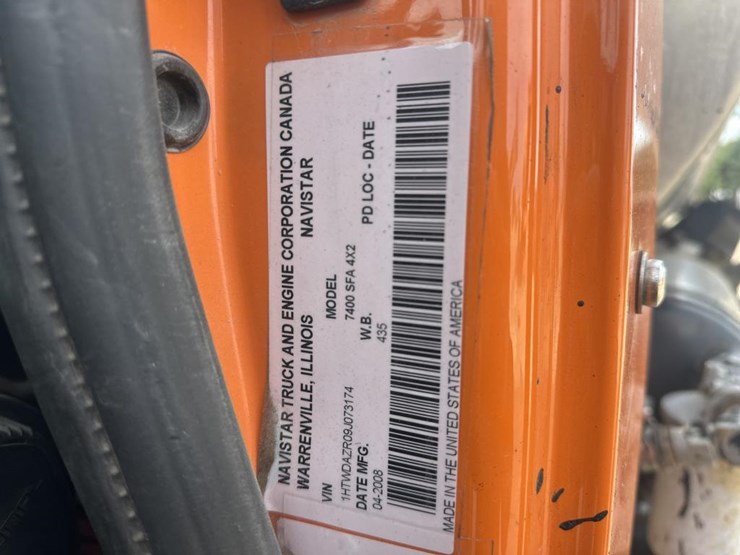 NAVISTAR TRUCK AND ENGINE CORPORATION CANADA
WARRENVILLE, ILLINOIS NAVISTAR
VIN MODEL
1HTWDAZR09J073174 7400 SFA 4X2
DATE MFG. W.B. PD LOC - DATE
04-2008 435
MADE IN THE UNITED STATES OF AMERICA